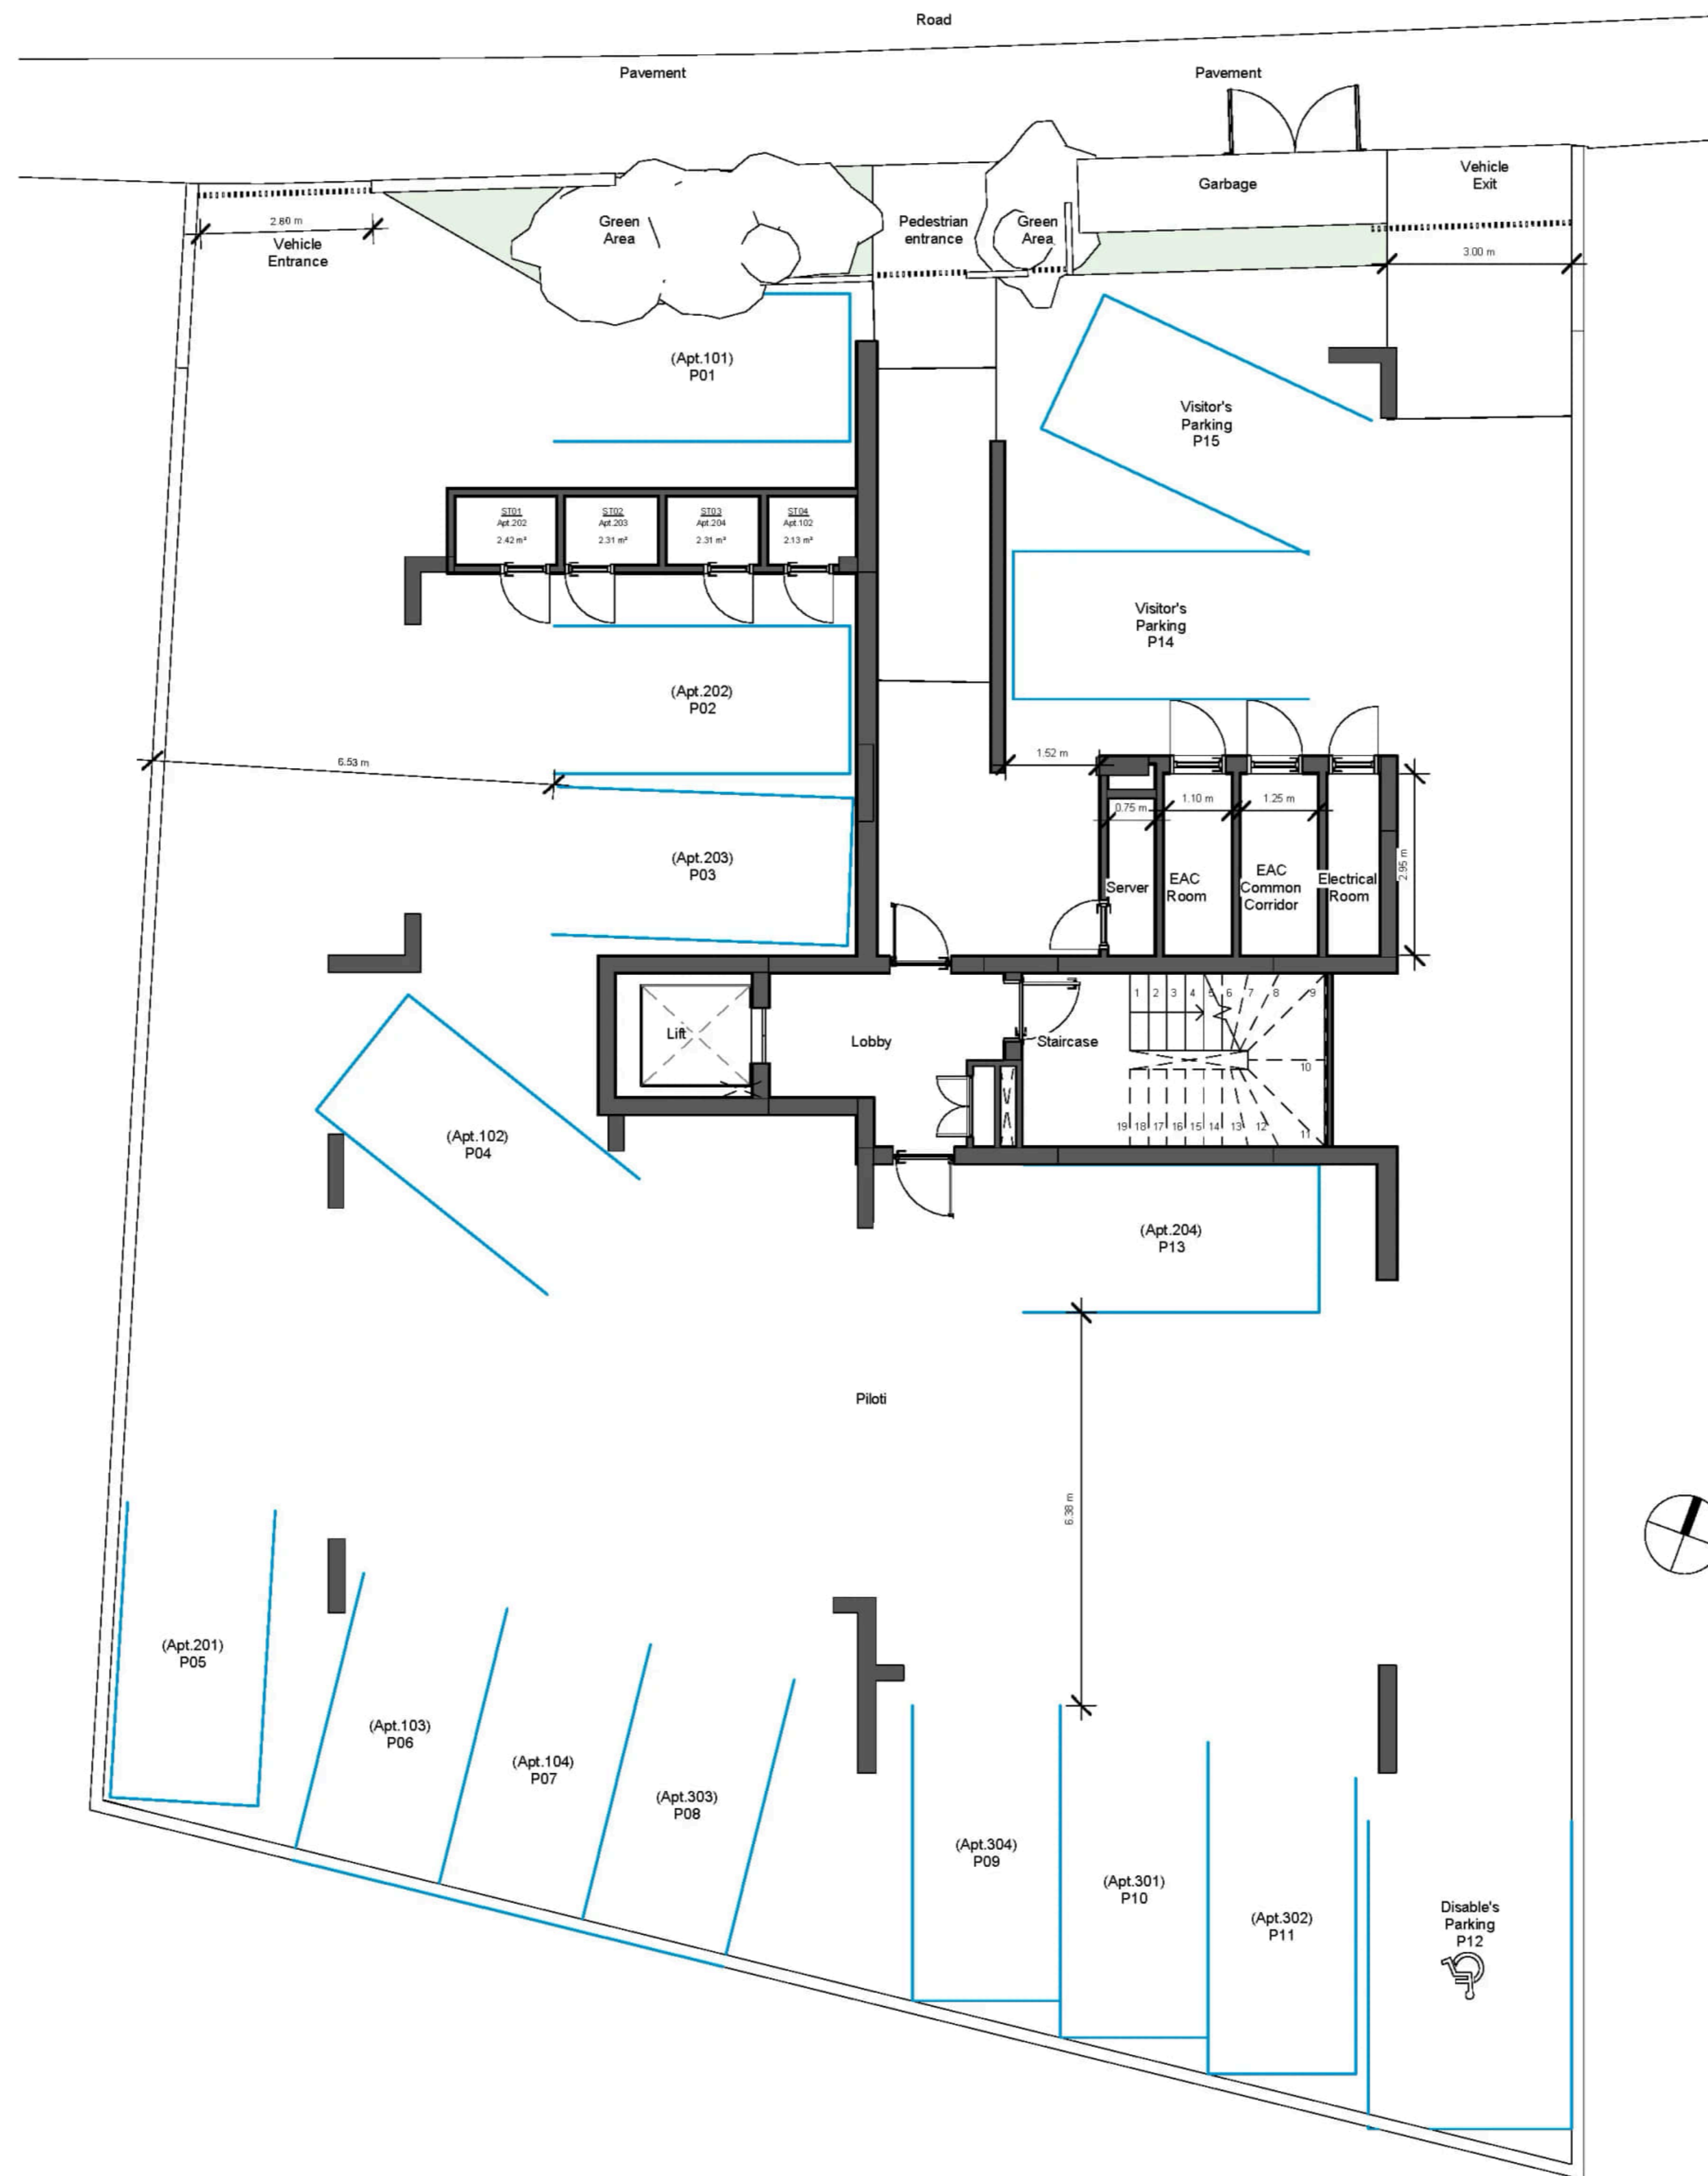 Road
Pavement
Pavement
Vehicle
Exit
Garbage
2.80 m
Vehicle
Entrance
Green
Area
Pedestrian
entrance
Green
Area
3.00 m
(Apt.101)
P01
Visitor's
Parking
P15
ST01
Apt.202
2.42 m²
ST02
Apt.203
2.31 m²
ST03
Apt.204
2.31 m²
ST04
Apt.102
2.13 m²
Visitor's
Parking
P14
(Apt.202)
P02
6.53 m
1.52 m
0.75 m
1.10 m
1.25 m
2.95 m
(Apt.203)
P03
Server
EAC
Room
EAC
Common
Corridor
Electrical
Room
Lift
Lobby
Staircase
1 2 3 4 5 6 7 8 9
10
19 18 17 16 15 14 13 12 11
(Apt.102)
P04
(Apt.204)
P13
Piloti
6.38 m
(Apt.201)
P05
(Apt.103)
P06
(Apt.104)
P07
(Apt.303)
P08
(Apt.304)
P09
(Apt.301)
P10
(Apt.302)
P11
Disable's
Parking
P12